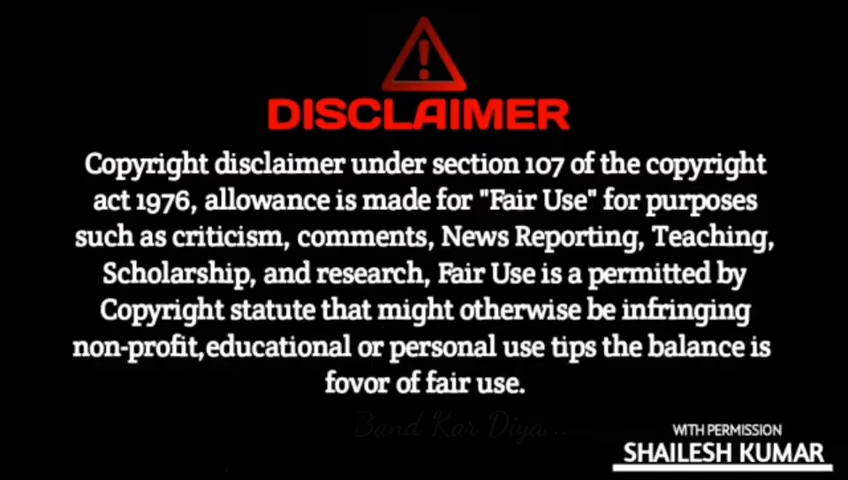 DISCLAIMER
Copyright disclaimer under section 107 of the copyright
act 1976, allowance is made for "Fair Use" for purposes
such as criticism, comments, News Reporting, Teaching,
Scholarship, and research, Fair Use is a permitted by
Copyright statute that might otherwise be infringing
non-profit,educational or personal use tips the balance is
fovor of fair use.
Band Kar Diya ..
WITH PERMISSION
SHAILESH KUMAR